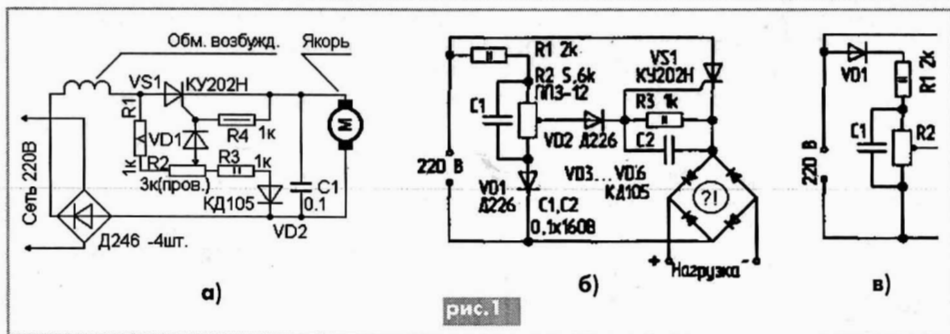 Обм. возбужд.
Якорь
VS1
КУ202Н
R1
1к
VD1
R4
1к
R2
R3
1к
3к(пров.)
КД105
VD2
C1
0.1
М
Сеть 220В
Д246 -4шт.
а)
R1 2k
R2 5,6k
ПП3-12
C1
VS1
КУ202Н
R3 1k
VD2 Д226
C2
220 В
VD1
Д226
VD3...VD6
КД105
?!
C1,C2
0,1х160В
+ Нагрузка -
б)
VD1
R1 2k
C1
R2
220 В
в)
рис.1